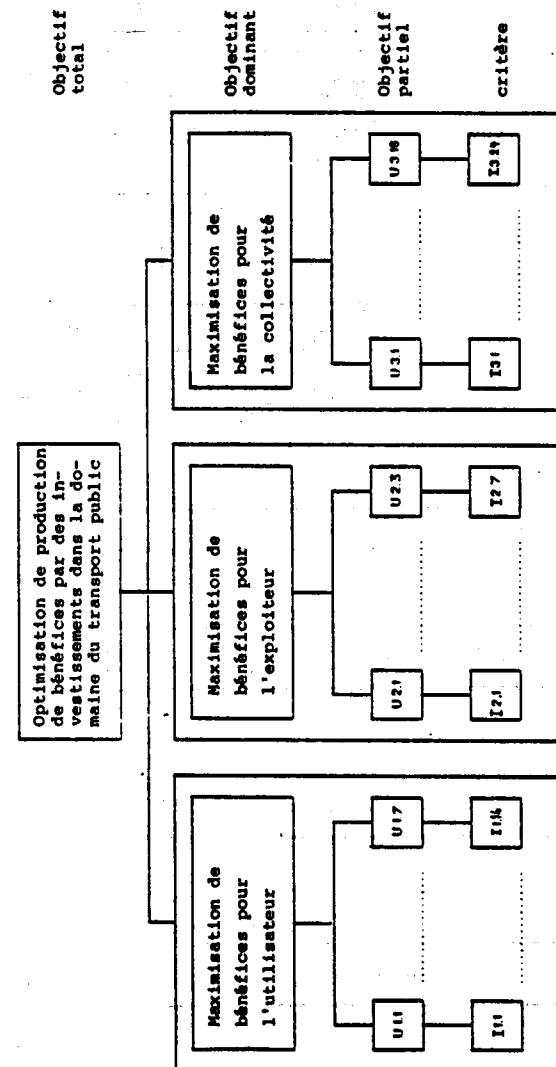 Optimisation de production
de bénéfices par des in-
vestissements dans la do-
maine du transport public
Objectif
total
Maximisation de
bénéfices pour
l'utilisateur
Maximisation de
bénéfices pour
l'exploiteur
Maximisation de
bénéfices pour
la collectivité
Objectif
dominant
U1.1
U1.7
U2.1
U2.3
U3.1
U3.16
Objectif
partiel
I1.1
I1.14
I2.1
I2.7
I3.1
I3.24
critère